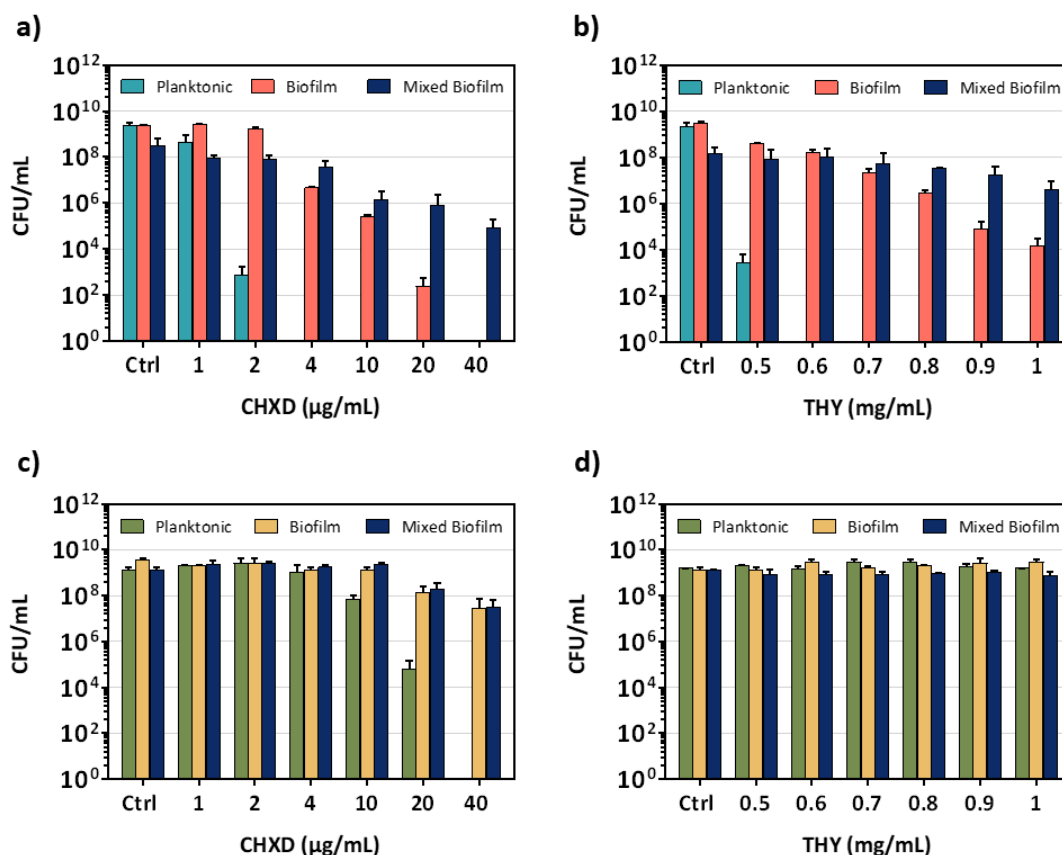 a)
10¹²
10¹⁰
10⁸
10⁶
10⁴
10²
10⁰
CFU/mL
Planktonic Biofilm Mixed Biofilm
Ctrl 1 2 4 10 20 40
CHXD (µg/mL)
b)
10¹²
10¹⁰
10⁸
10⁶
10⁴
10²
10⁰
CFU/mL
Planktonic Biofilm Mixed Biofilm
Ctrl 0.5 0.6 0.7 0.8 0.9 1
THY (mg/mL)
c)
10¹²
10¹⁰
10⁸
10⁶
10⁴
10²
10⁰
CFU/mL
Planktonic Biofilm Mixed Biofilm
Ctrl 1 2 4 10 20 40
CHXD (µg/mL)
d)
10¹²
10¹⁰
10⁸
10⁶
10⁴
10²
10⁰
CFU/mL
Planktonic Biofilm Mixed Biofilm
Ctrl 0.5 0.6 0.7 0.8 0.9 1
THY (mg/mL)